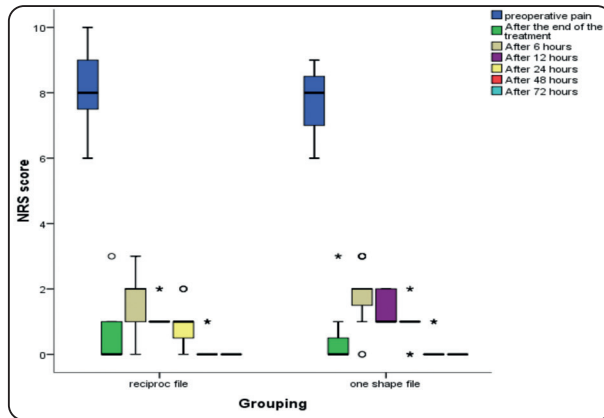 10
8
6
4
2
0
NRS score
reciproc file
one shape file
Grouping
preoperative pain
After the end of the
treatment
After 6 hours
After 12 hours
After 24 hours
After 48 hours
After 72 hours